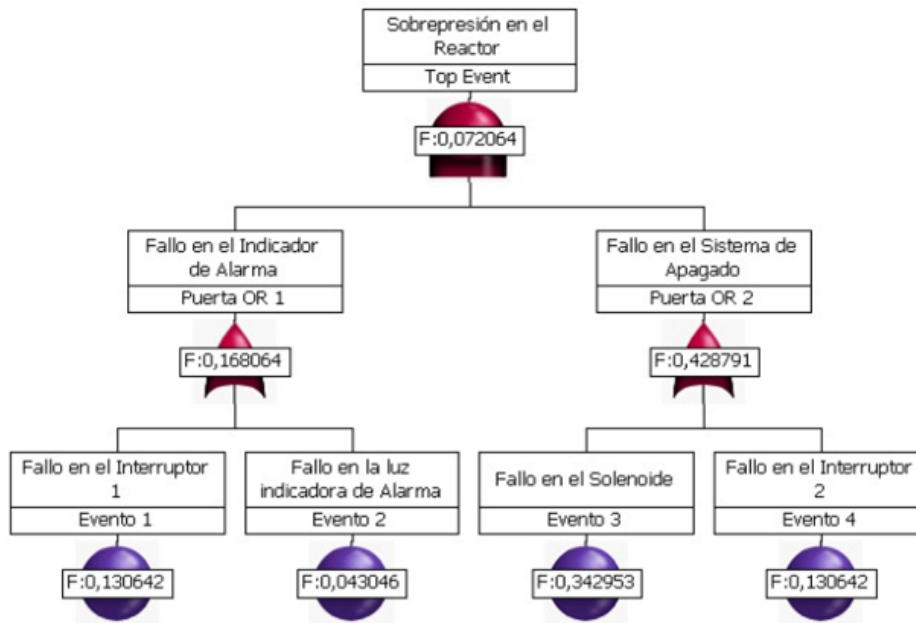 Sobrepresión en el
Reactor
Top Event
F:0,072064
Fallo en el Indicador
de Alarma
Puerta OR 1
F:0,168064
Fallo en el Sistema de
Apagado
Puerta OR 2
F:0,428791
Fallo en el Interruptor
1
Evento 1
F:0,130642
Fallo en la luz
indicadora de Alarma
Evento 2
F:0,043046
Fallo en el Solenoide
Evento 3
F:0,342953
Fallo en el Interruptor
2
Evento 4
F:0,130642